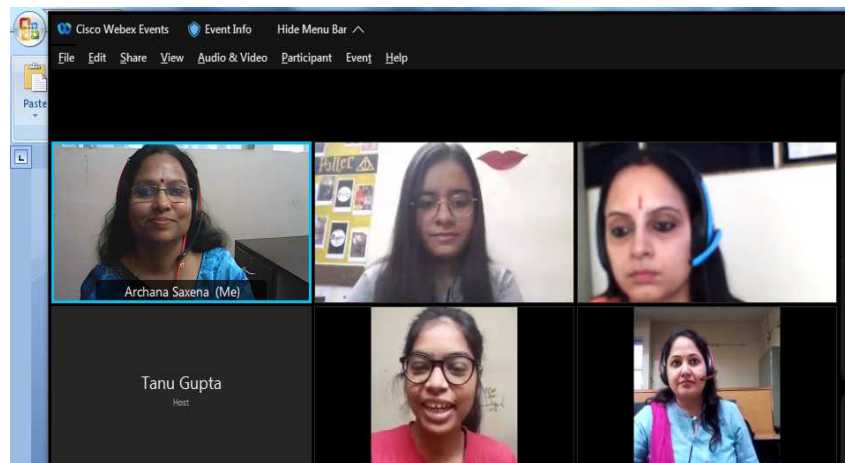 Cisco Webex Events Event Info Hide Menu Bar
File Edit Share View Audio & Video Participant Event Help
Paste
Potter
Archana Saxena (Me)
Tanu Gupta
Host